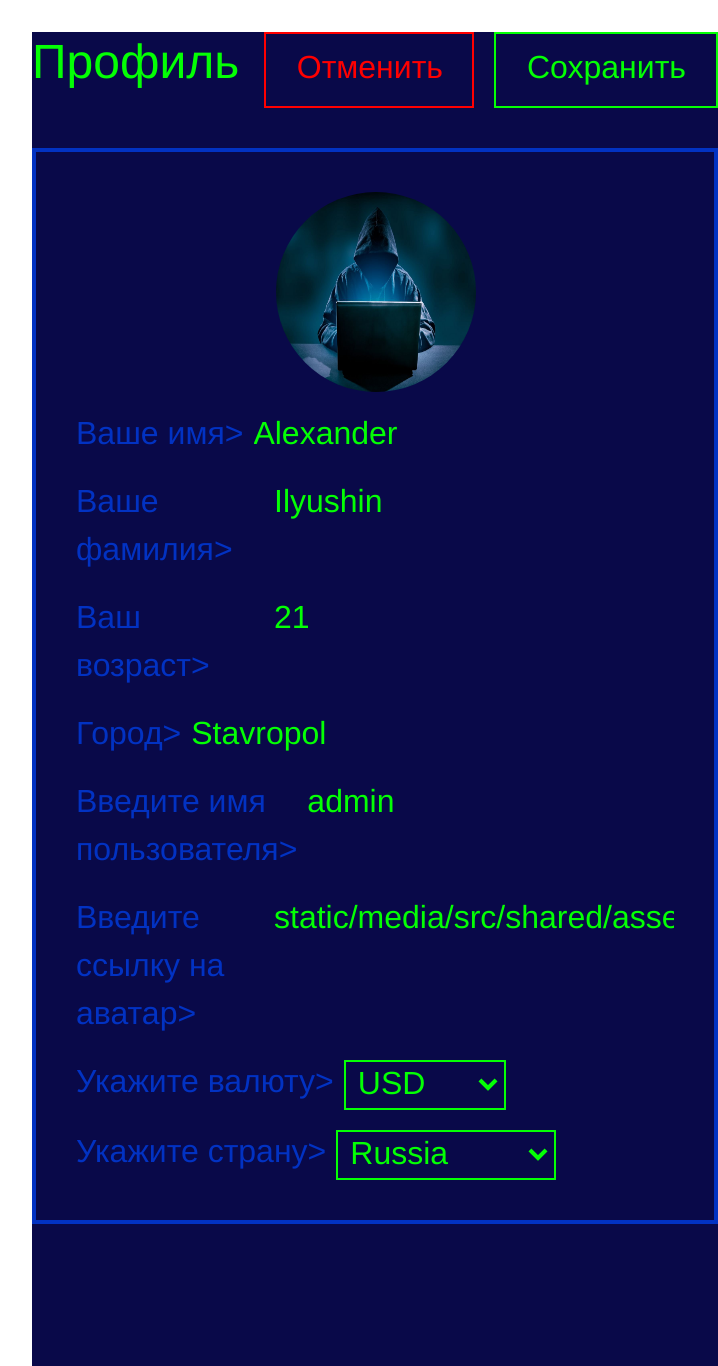 Профиль
Отменить
Сохранить
Ваше имя> Alexander
Ваше Ilyushin
фамилия>
Ваш 21
возраст>
Город> Stavropol
Введите имя admin
пользователя>
Введите static/media/src/shared/asse
ссылку на
аватар>
Укажите валюту> USD
Укажите страну> Russia